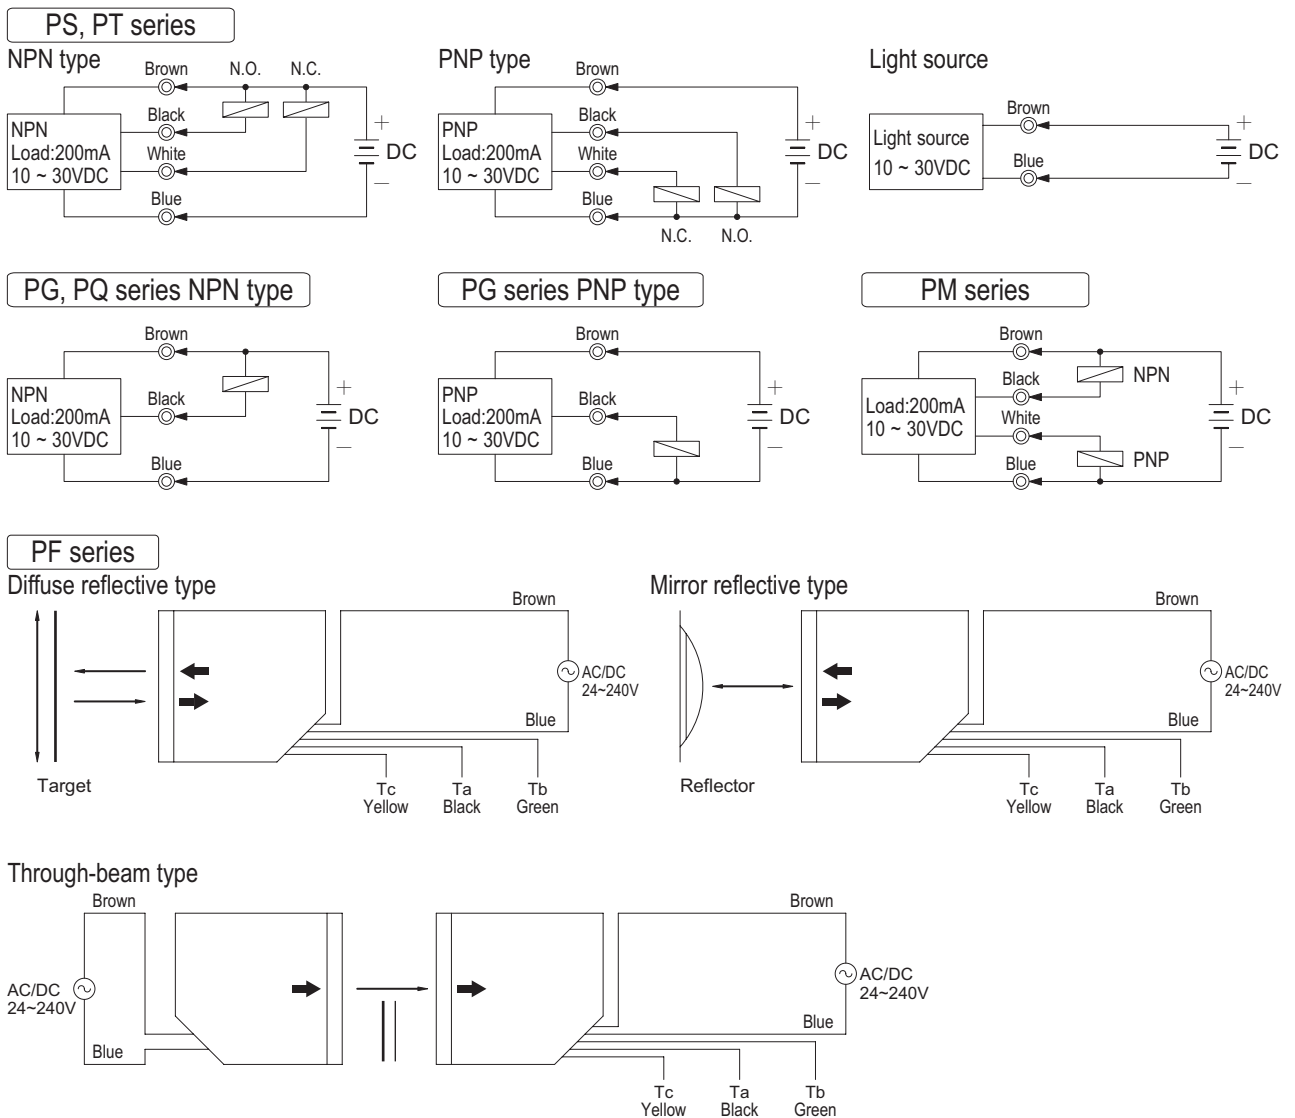 PS, PT series
NPN type
Brown
N.O.
N.C.
Black
White
Blue
NPN
Load:200mA
10 ~ 30VDC
+
DC
—
PNP type
Brown
Black
White
Blue
PNP
Load:200mA
10 ~ 30VDC
N.C.
N.O.
+
DC
—
Light source
Brown
Blue
Light source
10 ~ 30VDC
+
DC
—
PG, PQ series NPN type
Brown
Black
Blue
NPN
Load:200mA
10 ~ 30VDC
+
DC
—
PG series PNP type
Brown
Black
Blue
PNP
Load:200mA
10 ~ 30VDC
+
DC
—
PM series
Brown
Black
White
Blue
Load:200mA
10 ~ 30VDC
NPN
PNP
+
DC
—
PF series
Diffuse reflective type
Brown
AC/DC
24~240V
Blue
Target
Tc
Yellow
Ta
Black
Tb
Green
Mirror reflective type
Brown
AC/DC
24~240V
Blue
Reflector
Tc
Yellow
Ta
Black
Tb
Green
Through-beam type
Brown
AC/DC
24~240V
Blue
Brown
AC/DC
24~240V
Blue
Tc
Yellow
Ta
Black
Tb
Green